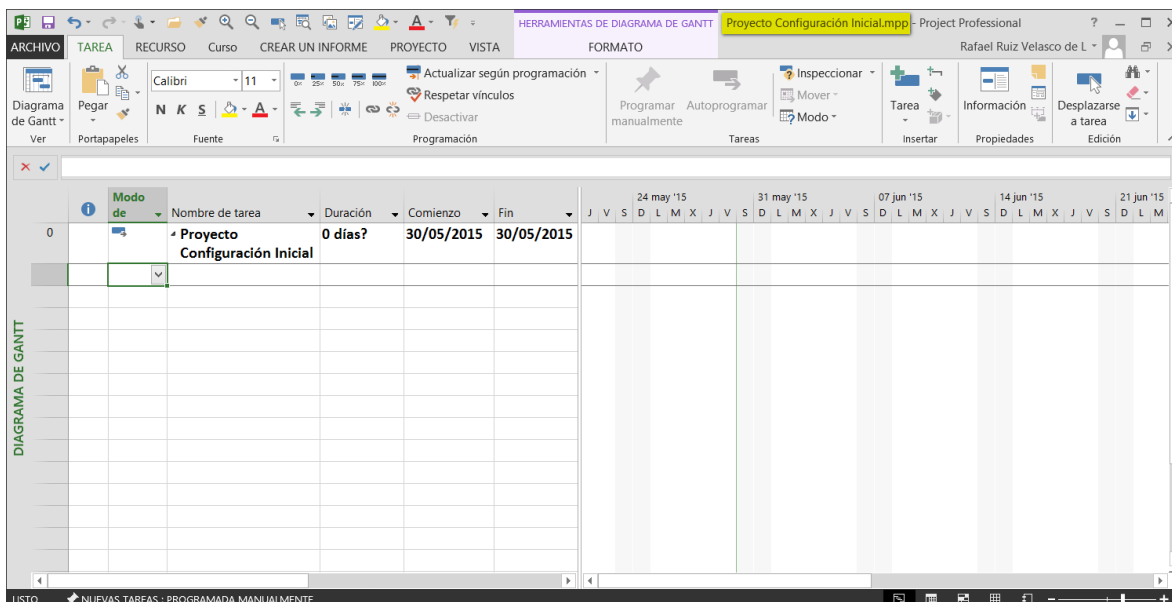 HERRAMIENTAS DE DIAGRAMA DE GANTT Proyecto Configuración Inicial.mpp - Project Professional ?
ARCHIVO TAREA RECURSO Curso CREAR UN INFORME PROYECTO VISTA FORMATO Rafael Ruiz Velasco de L
Diagrama de Gantt
Ver
Pegar
Portapapeles
Calibri 11
N K S A
Fuente
0× 25× 50× 75× 100×
Actualizar según programación
Respetar vínculos
Desactivar
Programación
Programar manualmente
Autoprogramar
Inspeccionar
Mover
Modo
Tareas
Tarea
Insertar
Información
Propiedades
Desplazarse a tarea
Edición
24 may '15 31 may '15 07 jun '15 14 jun '15 21 jun '15
Modo de Nombre de tarea Duración Comienzo Fin
J V S D L M X J V S D L M X J V S D L M X J V S D L M X J V S D L M
0 Proyecto 0 días? 30/05/2015 30/05/2015
Configuración Inicial
DIAGRAMA DE GANTT
LISTO NUEVAS TAREAS : PROGRAMADA MANUALMENTE